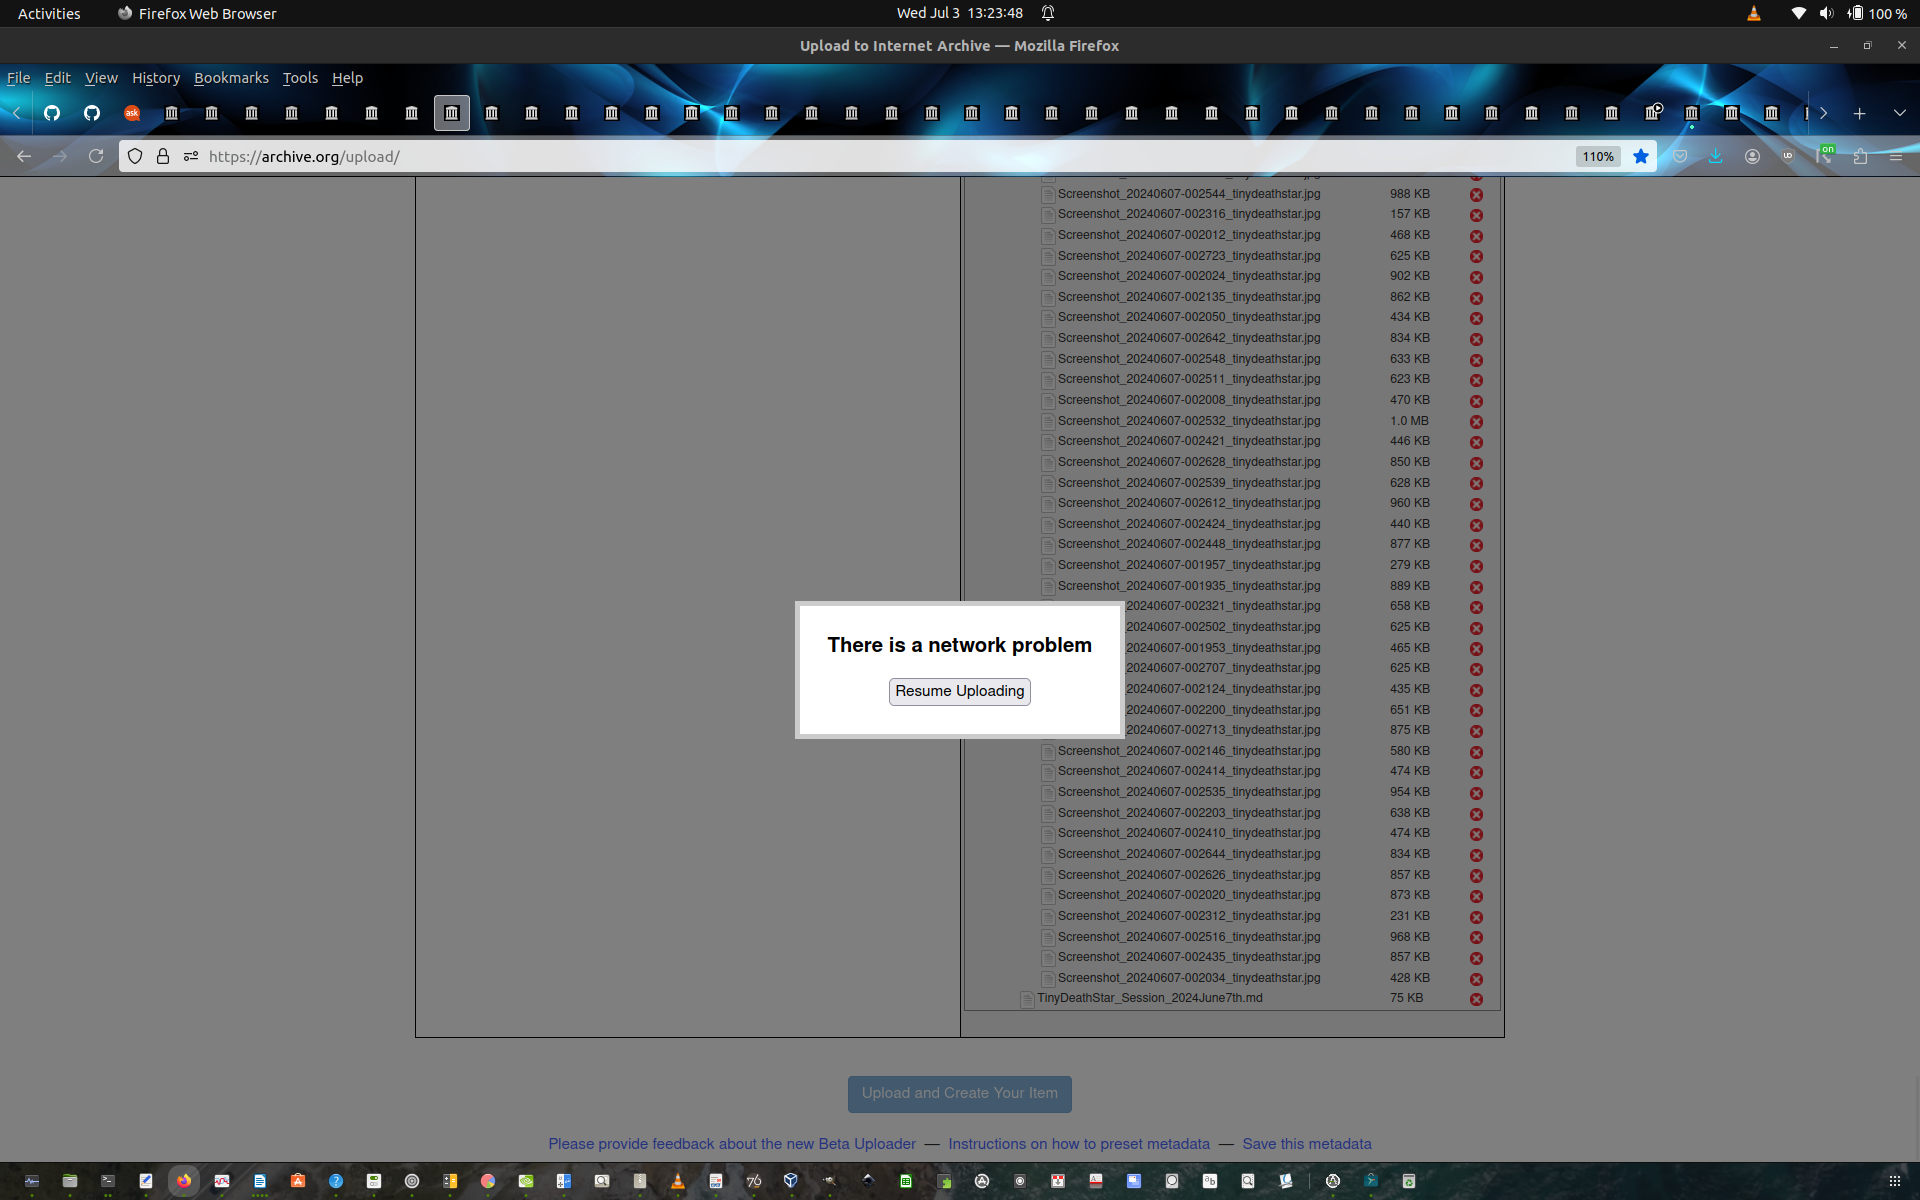 Activities Firefox Web Browser Wed Jul 3 13:23:48 100 %
Upload to Internet Archive — Mozilla Firefox
File Edit View History Bookmarks Tools Help
https://archive.org/upload/ 110% on
Screenshot_20240607-002544_tinydeathstar.jpg 988 KB
Screenshot_20240607-002316_tinydeathstar.jpg 157 KB
Screenshot_20240607-002012_tinydeathstar.jpg 468 KB
Screenshot_20240607-002723_tinydeathstar.jpg 625 KB
Screenshot_20240607-002024_tinydeathstar.jpg 902 KB
Screenshot_20240607-002135_tinydeathstar.jpg 862 KB
Screenshot_20240607-002050_tinydeathstar.jpg 434 KB
Screenshot_20240607-002642_tinydeathstar.jpg 834 KB
Screenshot_20240607-002548_tinydeathstar.jpg 633 KB
Screenshot_20240607-002511_tinydeathstar.jpg 623 KB
Screenshot_20240607-002008_tinydeathstar.jpg 470 KB
Screenshot_20240607-002532_tinydeathstar.jpg 1.0 MB
Screenshot_20240607-002421_tinydeathstar.jpg 446 KB
Screenshot_20240607-002628_tinydeathstar.jpg 850 KB
Screenshot_20240607-002539_tinydeathstar.jpg 628 KB
Screenshot_20240607-002612_tinydeathstar.jpg 960 KB
Screenshot_20240607-002424_tinydeathstar.jpg 440 KB
Screenshot_20240607-002448_tinydeathstar.jpg 877 KB
Screenshot_20240607-001957_tinydeathstar.jpg 279 KB
Screenshot_20240607-001935_tinydeathstar.jpg 889 KB
_20240607-002321_tinydeathstar.jpg 658 KB
_20240607-002502_tinydeathstar.jpg 625 KB
_20240607-001953_tinydeathstar.jpg 465 KB
_20240607-002707_tinydeathstar.jpg 625 KB
_20240607-002124_tinydeathstar.jpg 435 KB
_20240607-002200_tinydeathstar.jpg 651 KB
_20240607-002713_tinydeathstar.jpg 875 KB
Screenshot_20240607-002146_tinydeathstar.jpg 580 KB
Screenshot_20240607-002414_tinydeathstar.jpg 474 KB
Screenshot_20240607-002535_tinydeathstar.jpg 954 KB
Screenshot_20240607-002203_tinydeathstar.jpg 638 KB
Screenshot_20240607-002410_tinydeathstar.jpg 474 KB
Screenshot_20240607-002644_tinydeathstar.jpg 834 KB
Screenshot_20240607-002626_tinydeathstar.jpg 857 KB
Screenshot_20240607-002020_tinydeathstar.jpg 873 KB
Screenshot_20240607-002312_tinydeathstar.jpg 231 KB
Screenshot_20240607-002516_tinydeathstar.jpg 968 KB
Screenshot_20240607-002435_tinydeathstar.jpg 857 KB
Screenshot_20240607-002034_tinydeathstar.jpg 428 KB
TinyDeathStar_Session_2024June7th.md 75 KB
There is a network problem
Resume Uploading
Upload and Create Your Item
Please provide feedback about the new Beta Uploader — Instructions on how to preset metadata — Save this metadata